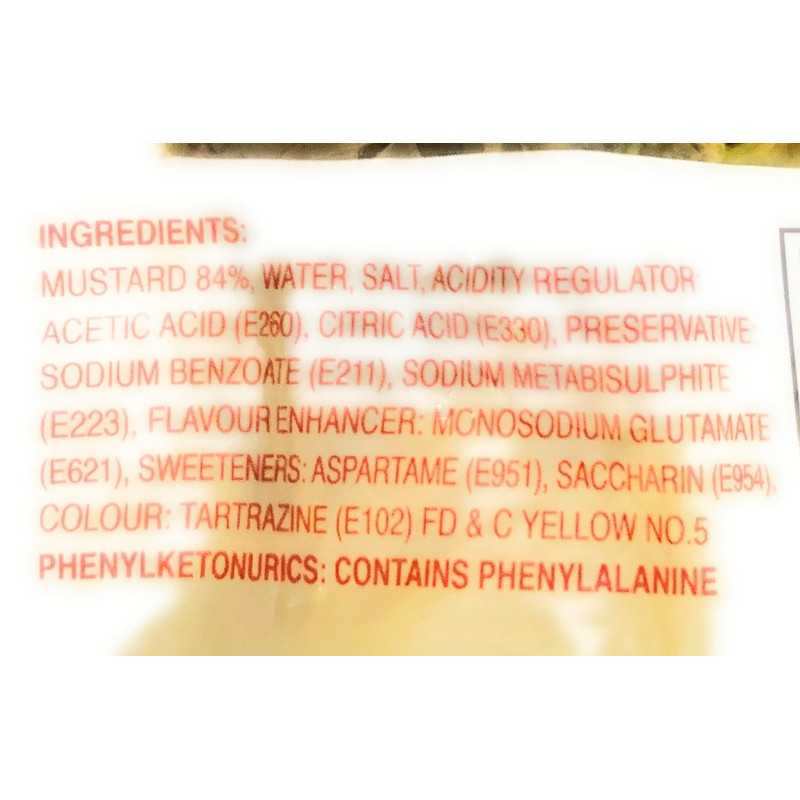 INGREDIENTS:
MUSTARD 84%, WATER, SALT, ACIDITY REGULATOR
ACETIC ACID (E260), CITRIC ACID (E330), PRESERVATIVE:
SODIUM BENZOATE (E211), SODIUM METABISULPHITE
(E223), FLAVOUR ENHANCER: MONOSODIUM GLUTAMATE
(E621), SWEETENERS: ASPARTAME (E951), SACCHARIN (E954),
COLOUR: TARTRAZINE (E102) FD & C YELLOW NO.5
PHENYLKETONURICS: CONTAINS PHENYLALANINE